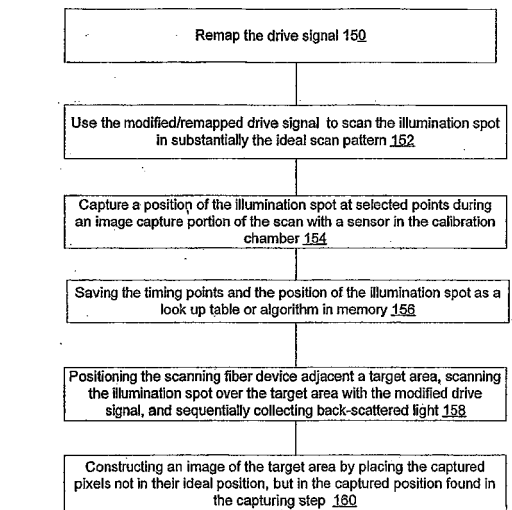 Remap the drive signal 150
Use the modified/remapped drive signal to scan the illumination spot
in substantially the ideal scan pattern 152
Capture a position of the illumination spot at selected points during
an image capture portion of the scan with a sensor in the calibration
chamber 154
Saving the timing points and the position of the illumination spot as a
look up table or algorithm in memory 156
Positioning the scanning fiber device adjacent a target area, scanning
the illumination spot over the target area with the modified drive
signal, and sequentially collecting back-scattered light 158
Constructing an image of the target area by placing the captured
pixels not in their ideal position, but in the captured position found
in the capturing step 160